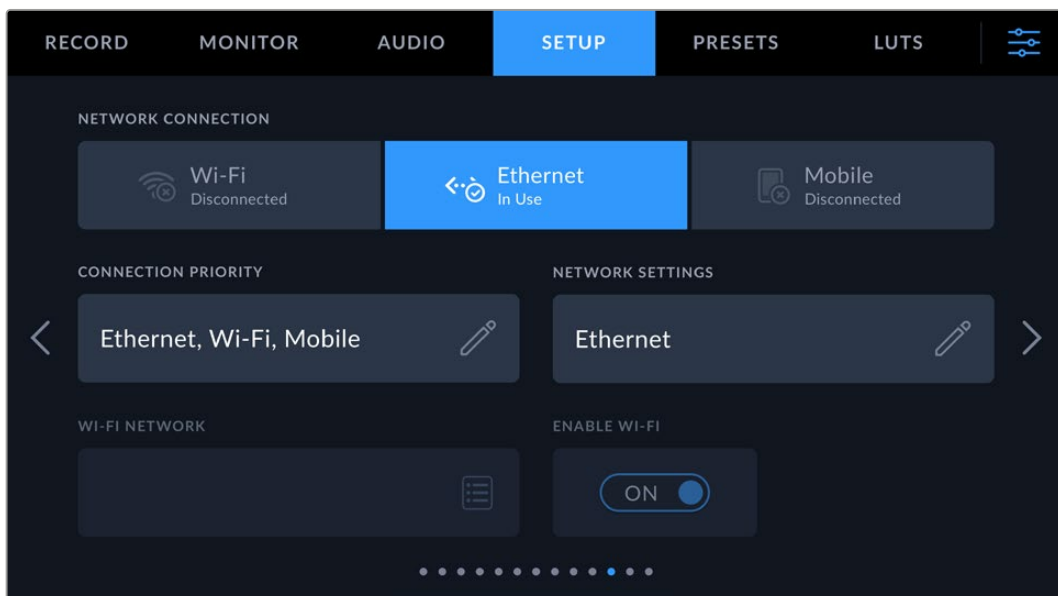 RECORD MONITOR AUDIO SETUP PRESETS LUTS
NETWORK CONNECTION
Wi-Fi
Disconnected
Ethernet
In Use
Mobile
Disconnected
CONNECTION PRIORITY
Ethernet, Wi-Fi, Mobile
NETWORK SETTINGS
Ethernet
WI-FI NETWORK
ENABLE WI-FI
ON